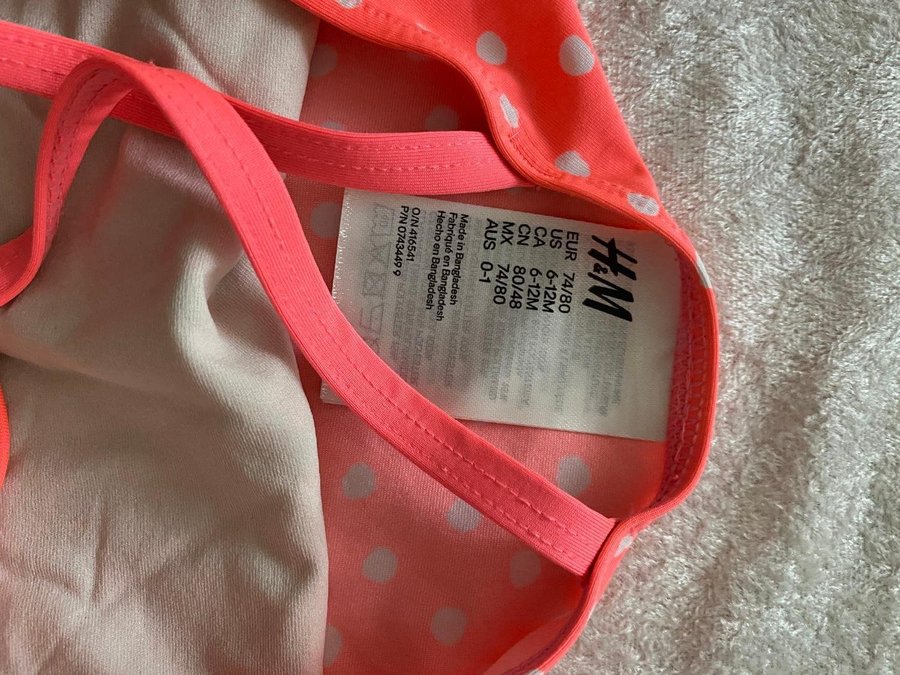 H&M
EUR 74/80
US 6-12M
CA 6-12M
CN 80/48
MX 74/80
AUS 0-1
Made in Bangladesh
Fabriqué en Bangladesh
Hecho en Bangladesh
O/N 416541
P/N 0743449 9